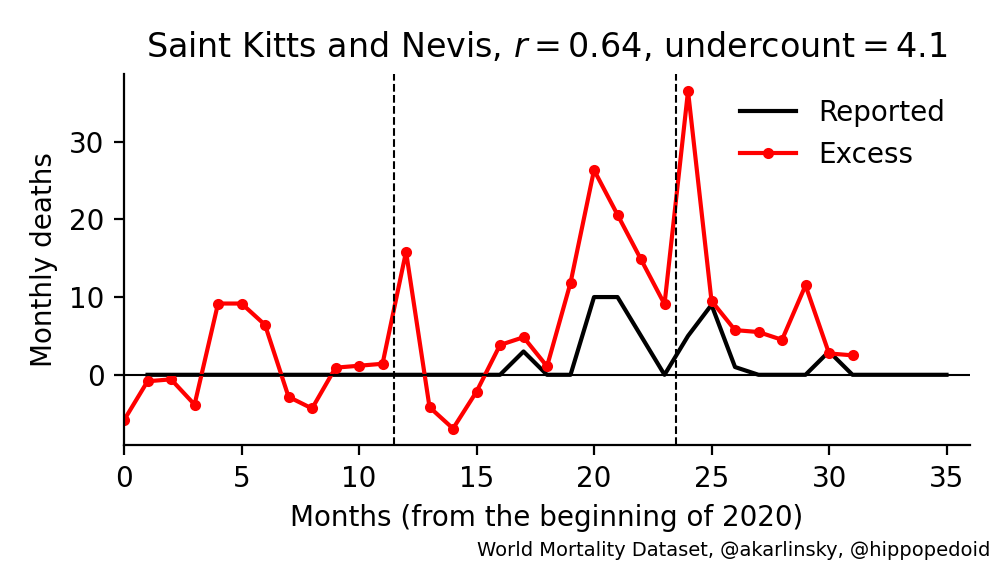 Saint Kitts and Nevis, r = 0.64, undercount = 4.1
Reported
Excess
Monthly deaths
30
20
10
0
0 5 10 15 20 25 30 35
Months (from the beginning of 2020)
World Mortality Dataset, @akarlinsky, @hippopedoid